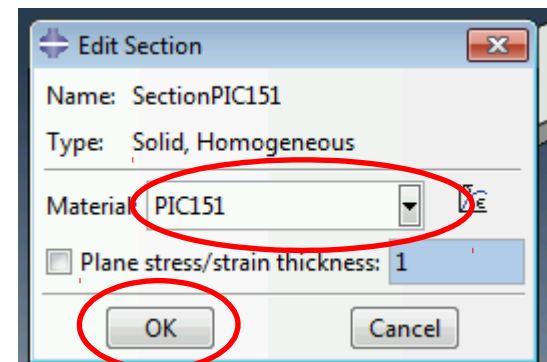 Edit Section
Name: SectionPIC151
Type: Solid, Homogeneous
Material: PIC151
Plane stress/strain thickness: 1
OK Cancel